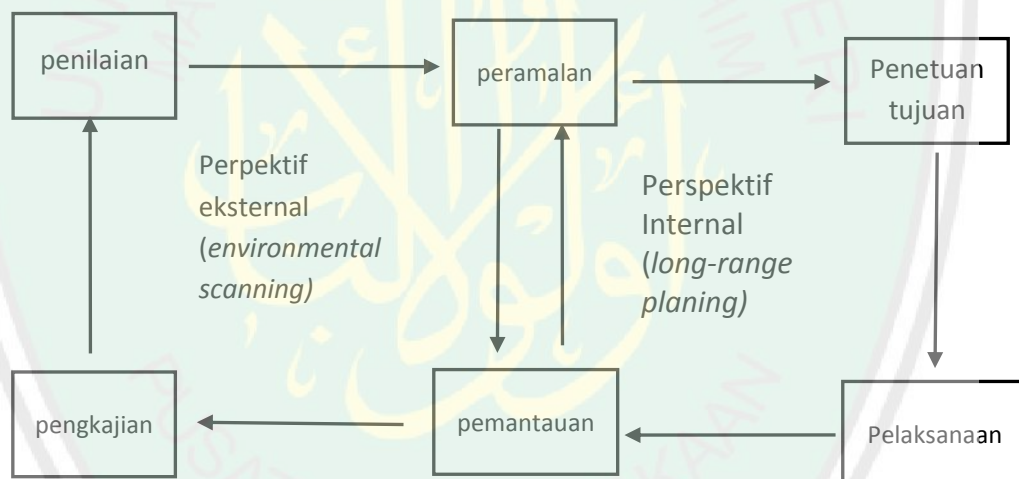 penilaian
peramalan
Penetuan
tujuan
Perpektif
eksternal
(environmental
scanning)
Perspektif
Internal
(long-range
planing)
pengkajian
pemantauan
Pelaksanaan